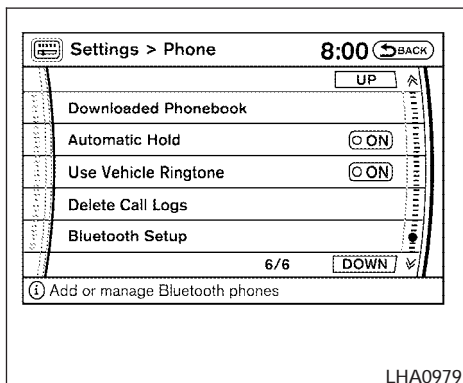 Settings > Phone 8:00 BACK
UP
Downloaded Phonebook
Automatic Hold ON
Use Vehicle Ringtone ON
Delete Call Logs
Bluetooth Setup
6/6 DOWN
i Add or manage Bluetooth phones
LHA0979